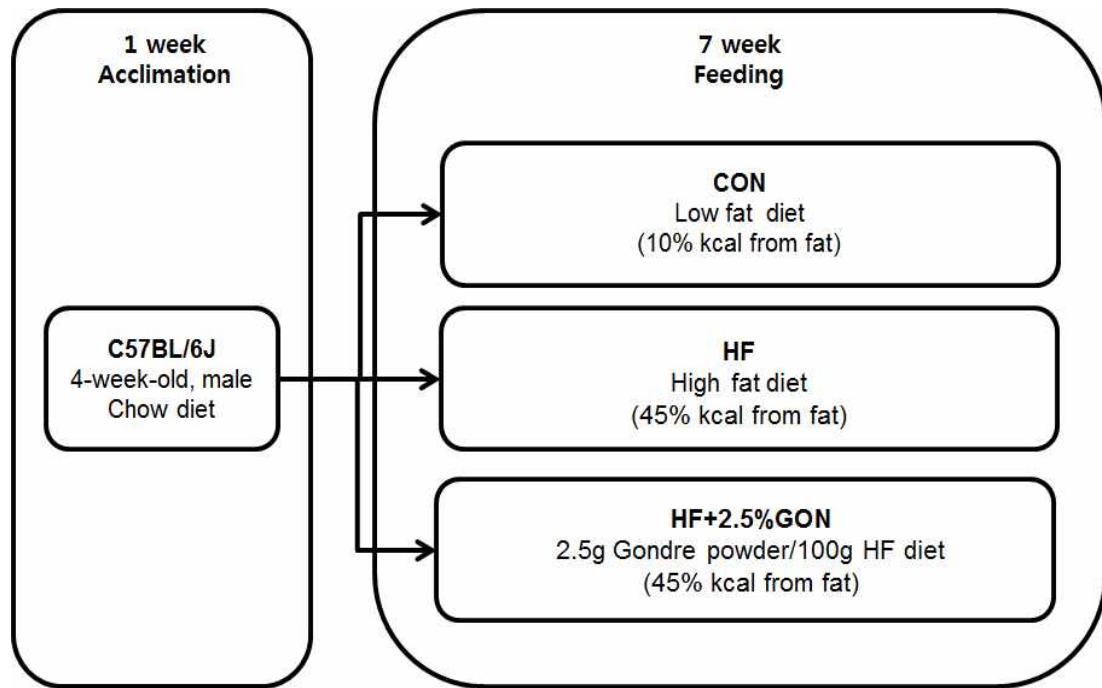 1 week
Acclimation
7 week
Feeding
C57BL/6J
4-week-old, male
Chow diet
CON
Low fat diet
(10% kcal from fat)
HF
High fat diet
(45% kcal from fat)
HF+2.5%GON
2.5g Gondre powder/100g HF diet
(45% kcal from fat)